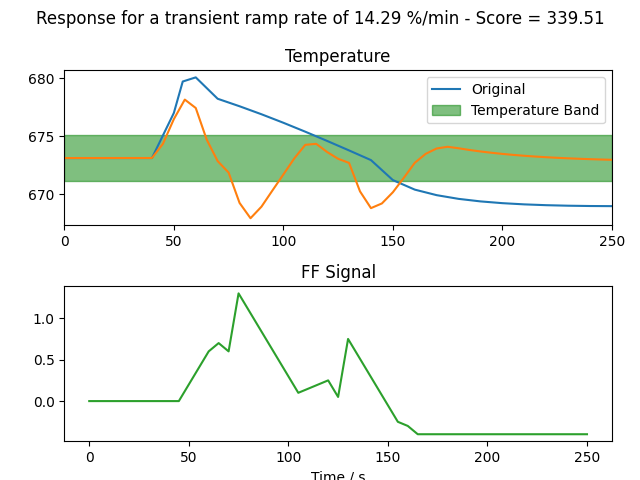 Response for a transient ramp rate of 14.29 %/min - Score = 339.51
Temperature
680
675
670
Original
Temperature Band
0 50 100 150 200 250
FF Signal
1.0
0.5
0.0
0 50 100 150 200 250
Time / s